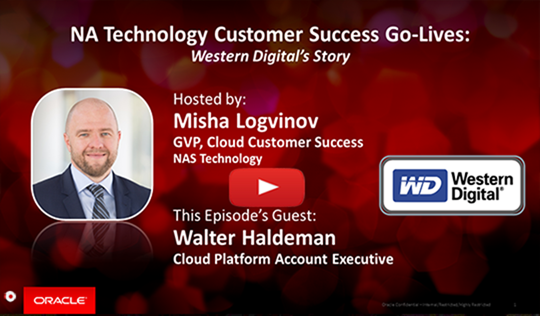 NA Technology Customer Success Go-Lives:
Western Digital's Story
Hosted by:
Misha Logvinov
GVP, Cloud Customer Success
NAS Technology
WD Western
Digital®
This Episode's Guest:
Walter Haldeman
Cloud Platform Account Executive
ORACLE